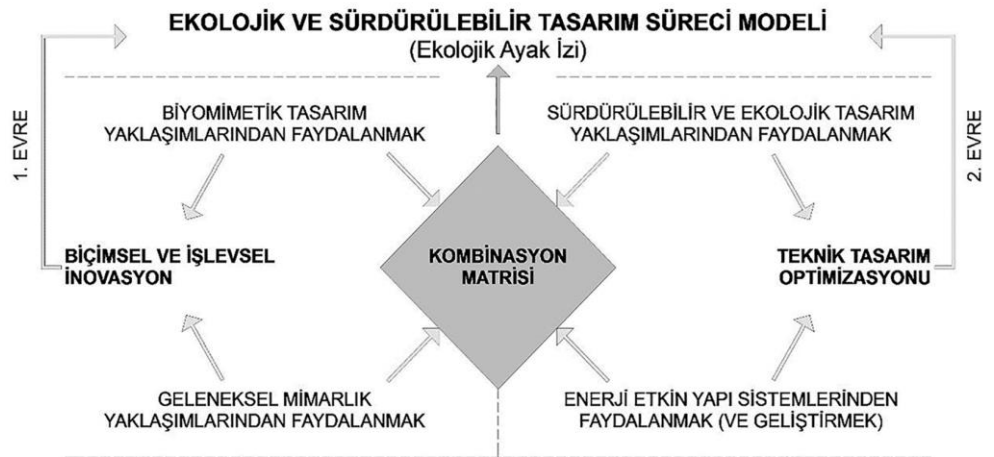 EKOLOJİK VE SÜRDÜRÜLEBİLİR TASARIM SÜRECİ MODELİ
(Ekolojik Ayak İzi)
1. EVRE
BİYOMİMETİK TASARIM
YAKLAŞIMLARINDAN FAYDALANMAK
SÜRDÜRÜLEBİLİR VE EKOLOJİK TASARIM
YAKLAŞIMLARINDAN FAYDALANMAK
2. EVRE
BİÇİMSEL VE İŞLEVSEL
İNOVASYON
KOMBİNASYON
MATRİSİ
TEKNİK TASARIM
OPTİMİZASYONU
GELENEKSEL MİMARLIK
YAKLAŞIMLARINDAN FAYDALANMAK
ENERJİ ETKİN YAPI SİSTEMLERİNDEN
FAYDALANMAK (VE GELİŞTİRMEK)